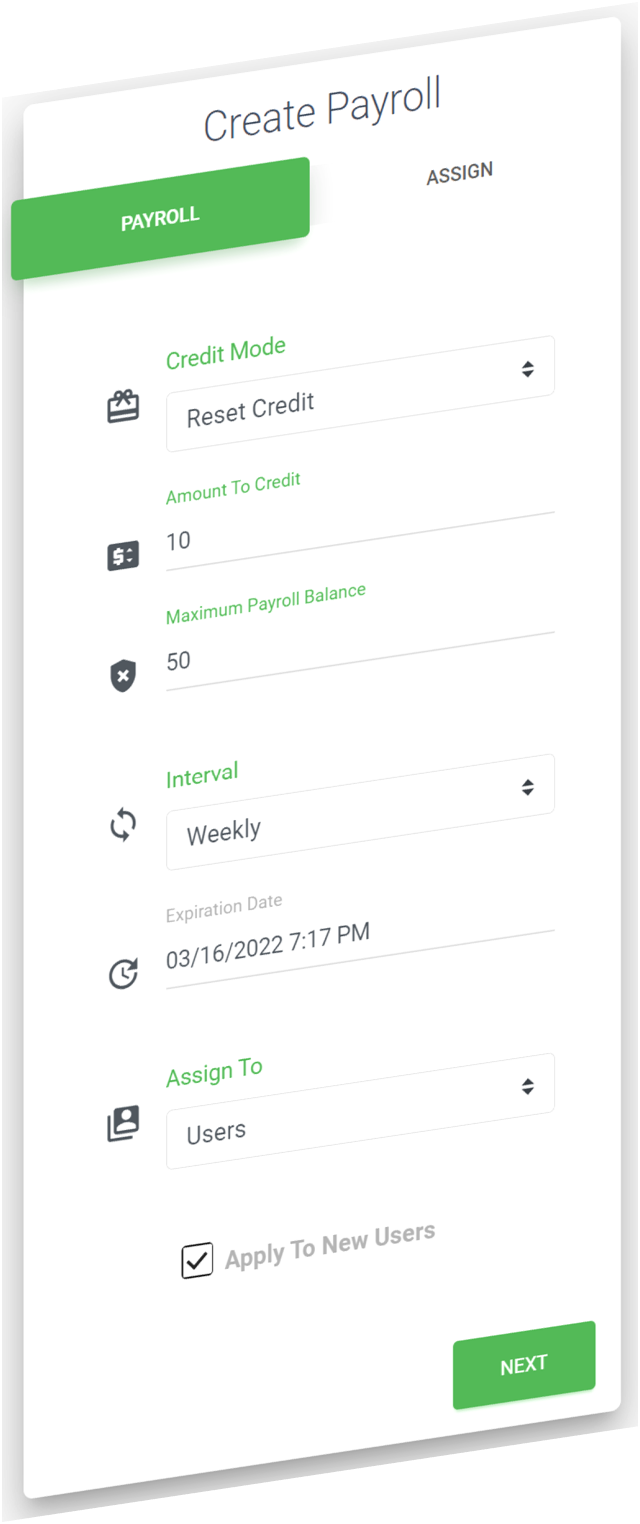 Create Payroll
PAYROLL
ASSIGN
Credit Mode
Reset Credit
Amount To Credit
10
Maximum Payroll Balance
50
Interval
Weekly
Expiration Date
03/16/2022 7:17 PM
Assign To
Users
Apply To New Users
NEXT